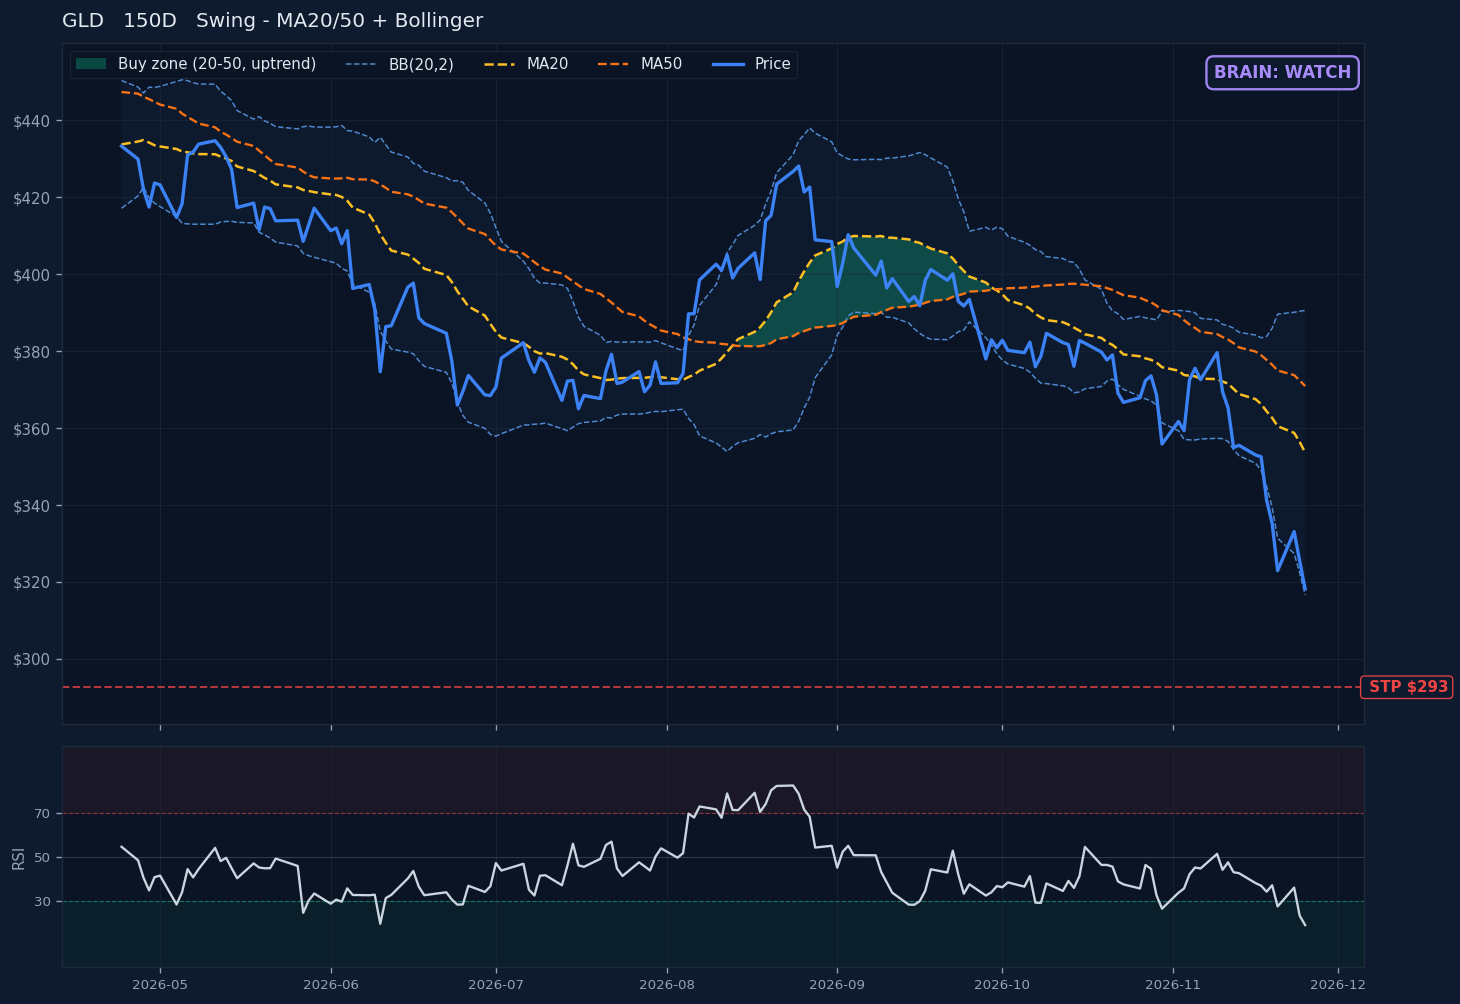 GLD   150D   Swing - MA20/50 + Bollinger
Buy zone (20-50, uptrend)   BB(20,2)   MA20   MA50   Price
BRAIN: WATCH
$440
$420
$400
$380
$360
$340
$320
$300
STP $293
RSI
70
50
30
2026-05   2026-06   2026-07   2026-08   2026-09   2026-10   2026-11   2026-12